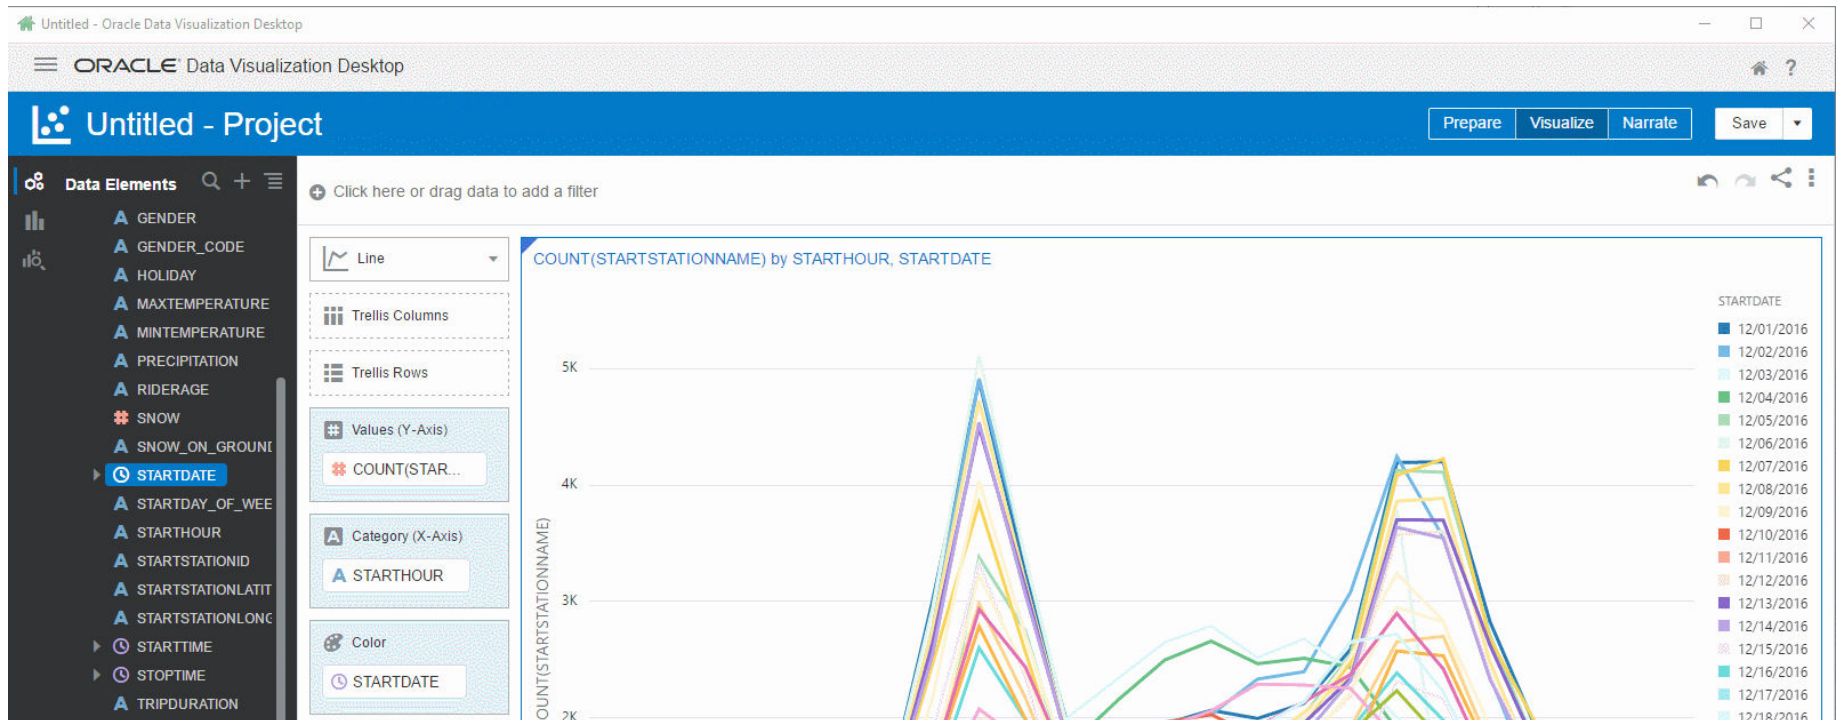 Untitled - Oracle Data Visualization Desktop
ORACLE Data Visualization Desktop
?
Untitled - Project
Prepare
Visualize
Narrate
Save
Data Elements
GENDER
GENDER_CODE
HOLIDAY
MAXTEMPERATURE
MINTEMPERATURE
PRECIPITATION
RIDERAGE
SNOW
SNOW_ON_GROUND
STARTDATE
STARTDAY_OF_WEE
STARTHOUR
STARTSTATIONID
STARTSTATIONLATIT
STARTSTATIONLONG
STARTTIME
STOPTIME
TRIPDURATION
Click here or drag data to add a filter
Line
Trellis Columns
Trellis Rows
Values (Y-Axis)
COUNT(STAR...
Category (X-Axis)
STARTHOUR
Color
STARTDATE
COUNT(STARTSTATIONNAME) by STARTHOUR, STARTDATE
OUNT(STARTSTATIONNAME)
5K
4K
3K
2K
STARTDATE
12/01/2016
12/02/2016
12/03/2016
12/04/2016
12/05/2016
12/06/2016
12/07/2016
12/08/2016
12/09/2016
12/10/2016
12/11/2016
12/12/2016
12/13/2016
12/14/2016
12/15/2016
12/16/2016
12/17/2016
12/18/2016